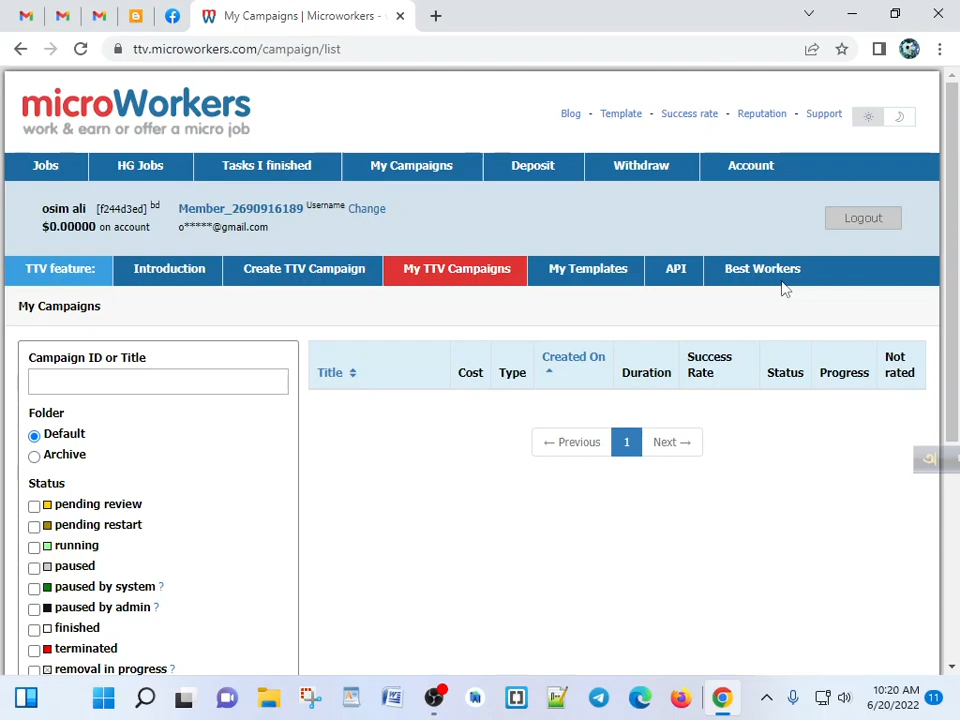 My Campaigns | Microworkers - w
ttv.microworkers.com/campaign/list
microWorkers
work & earn or offer a micro job
Blog - Template - Success rate - Reputation - Support
Jobs HG Jobs Tasks I finished My Campaigns Deposit Withdraw Account
osim ali [f244d3ed] bd Member_2690916189 Username Change
$0.00000 on account o*****@gmail.com
Logout
TTV feature: Introduction Create TTV Campaign My TTV Campaigns My Templates API Best Workers
My Campaigns
Campaign ID or Title
Folder
Default
Archive
Status
pending review
pending restart
running
paused
paused by system ?
paused by admin ?
finished
terminated
removal in progress ?
Title Cost Type Created On Duration Success Rate Status Progress Not rated
← Previous 1 Next →
অ
10:20 AM
6/20/2022
11